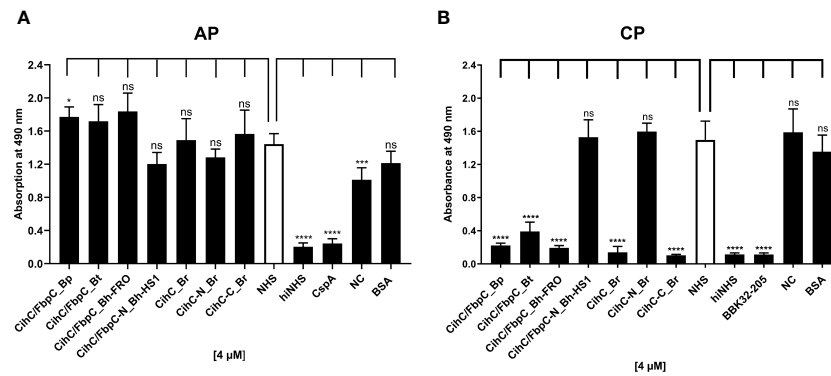 A
AP
Absorption at 490 nm
2.4
2.0
1.6
1.2
0.8
0.4
0.0
*
ns
ns
ns
ns
ns
ns
****
****
***
ns
CihC/FbpC_Bp
CihC/FbpC_Bt
CihC/FbpC_Bh-FRO
CihC/FbpC-N_Bh-HS1
CihC_Br
CihC-N_Br
CihC-C_Br
NHS
hiNHS
CspA
NC
BSA
[4 µM]
B
CP
Absorbance at 490 nm
2.4
2.0
1.6
1.2
0.8
0.4
0.0
****
****
****
ns
****
ns
****
****
****
ns
ns
CihC/FbpC_Bp
CihC/FbpC_Bt
CihC/FbpC_Bh-FRO
CihC/FbpC-N_Bh-HS1
CihC_Br
CihC-N_Br
CihC-C_Br
NHS
hiNHS
BBK32-205
NC
BSA
[4 µM]